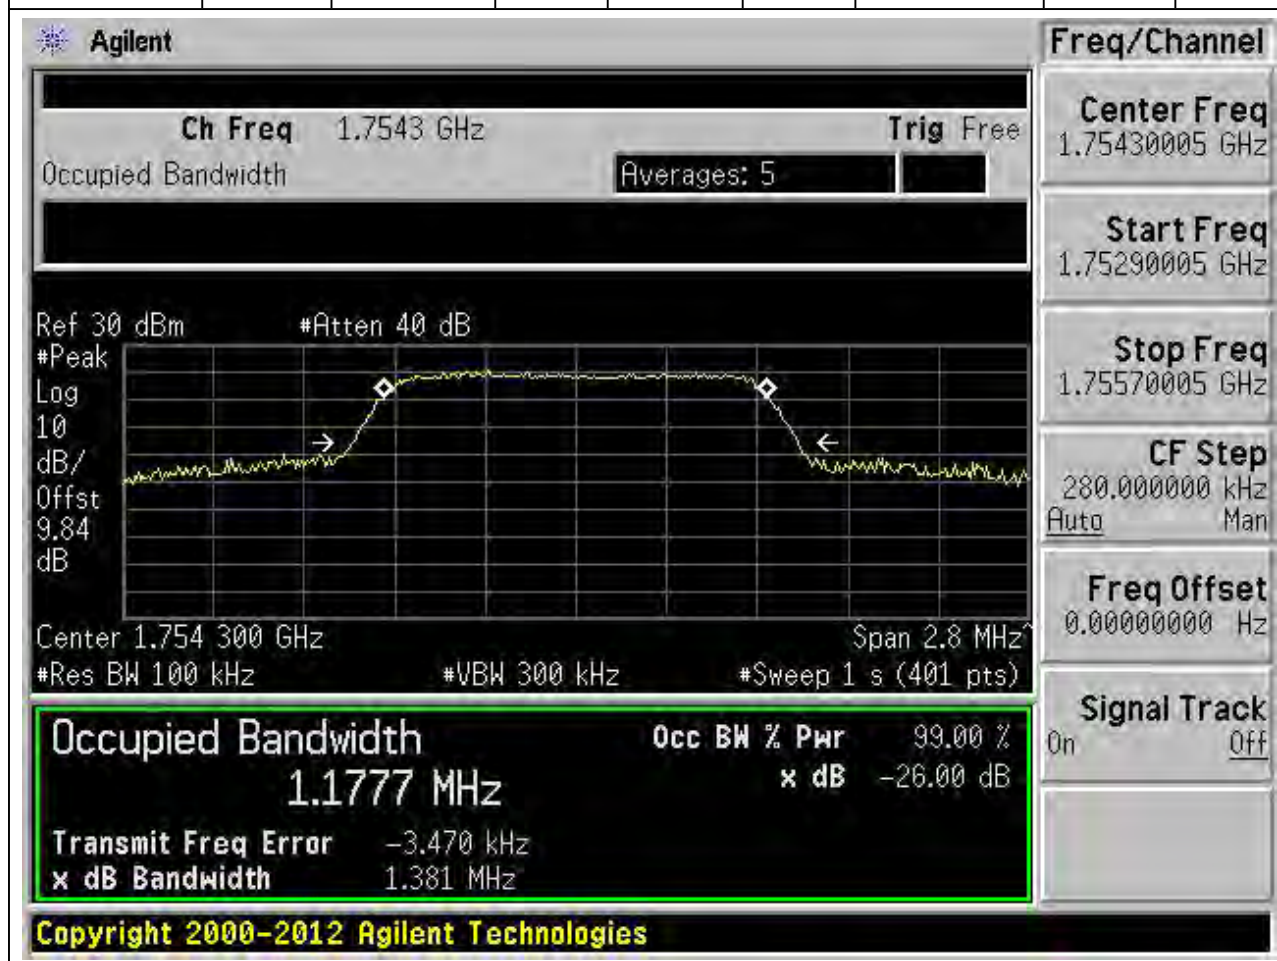 Agilent
Freq/Channel
Ch Freq 1.7543 GHz Trig Free
Occupied Bandwidth Averages: 5
Center Freq
1.75430005 GHz
Start Freq
1.75290005 GHz
Stop Freq
1.75570005 GHz
CF Step
280.000000 kHz
Auto Man
Freq Offset
0.00000000 Hz
Signal Track
On Off
Ref 30 dBm #Atten 40 dB
#Peak
Log
10
dB/
Offst
9.84
dB
Center 1.754 300 GHz Span 2.8 MHz^
#Res BW 100 kHz #VBW 300 kHz #Sweep 1 s (401 pts)
Occupied Bandwidth Occ BW % Pwr 99.00 %
1.1777 MHz x dB -26.00 dB
Transmit Freq Error -3.470 kHz
x dB Bandwidth 1.381 MHz
Copyright 2000-2012 Agilent Technologies